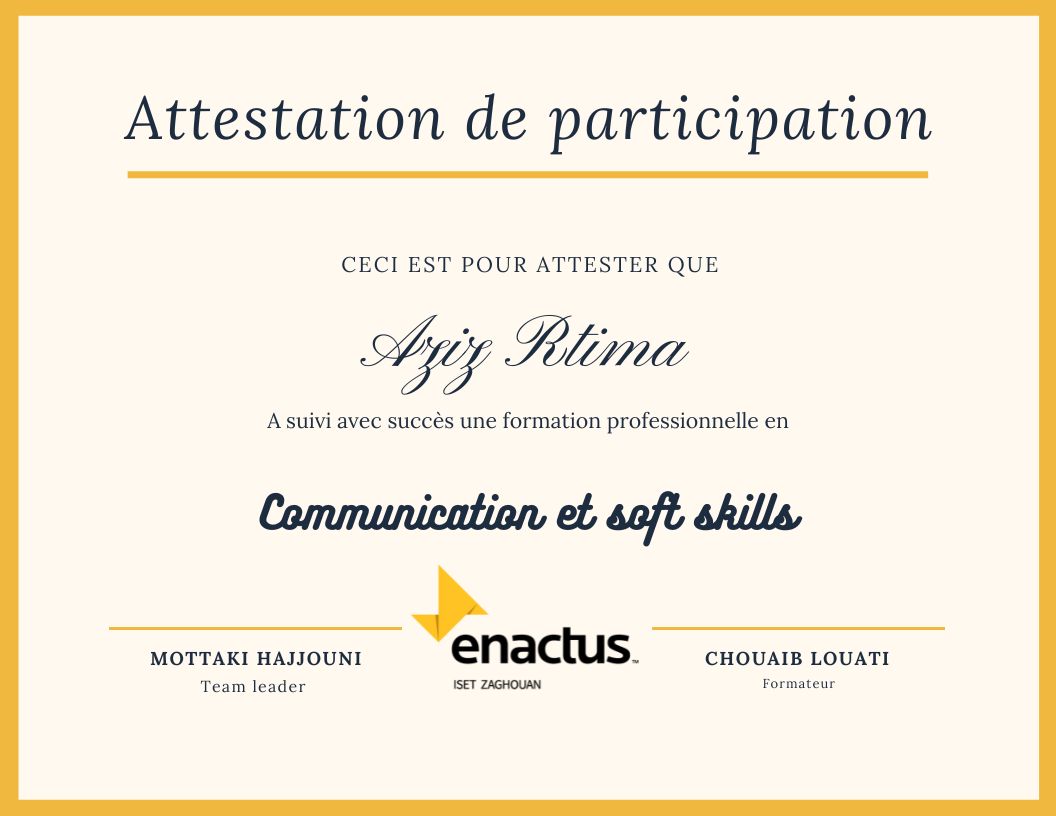 Attestation de participation
CECI EST POUR ATTESTER QUE
Aziz Rtima
A suivi avec succès une formation professionnelle en
Communication et soft skills
enactus™
ISET ZAGHOUAN
MOTTAKI HAJJOUNI
Team leader
CHOUAIB LOUATI
Formateur